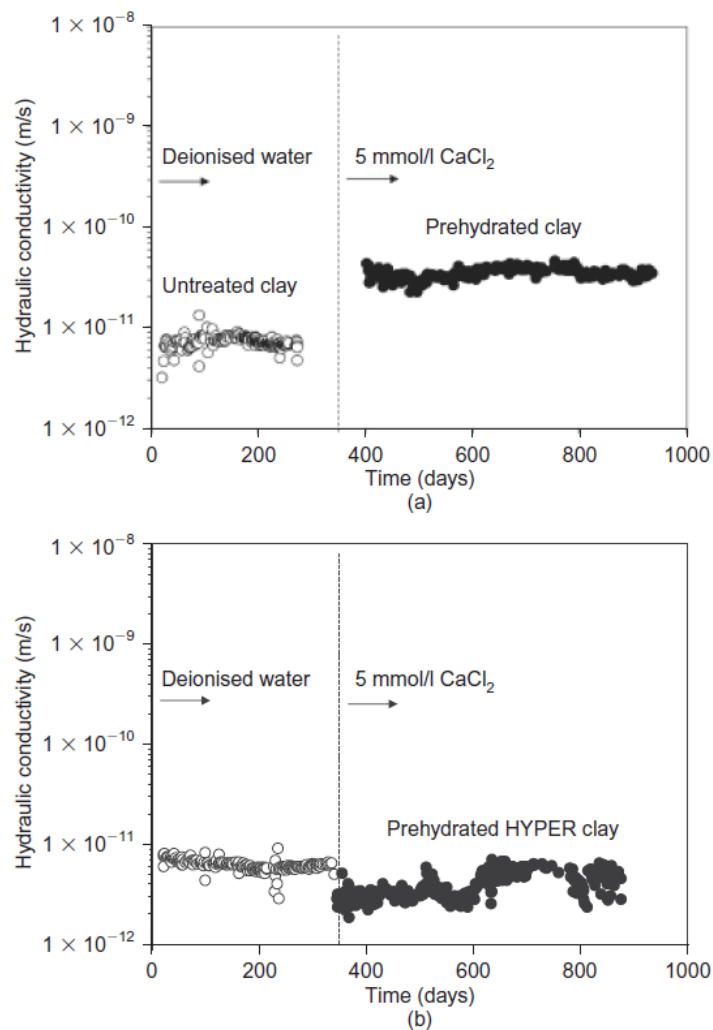 1 × 10⁻⁸
1 × 10⁻⁹
1 × 10⁻¹⁰
1 × 10⁻¹¹
1 × 10⁻¹²
Hydraulic conductivity (m/s)
Deionised water
5 mmol/l CaCl₂
Prehydrated clay
Untreated clay
0 200 400 600 800 1000
Time (days)
(a)
1 × 10⁻⁸
1 × 10⁻⁹
1 × 10⁻¹⁰
1 × 10⁻¹¹
1 × 10⁻¹²
Hydraulic conductivity (m/s)
Deionised water
5 mmol/l CaCl₂
Prehydrated HYPER clay
0 200 400 600 800 1000
Time (days)
(b)